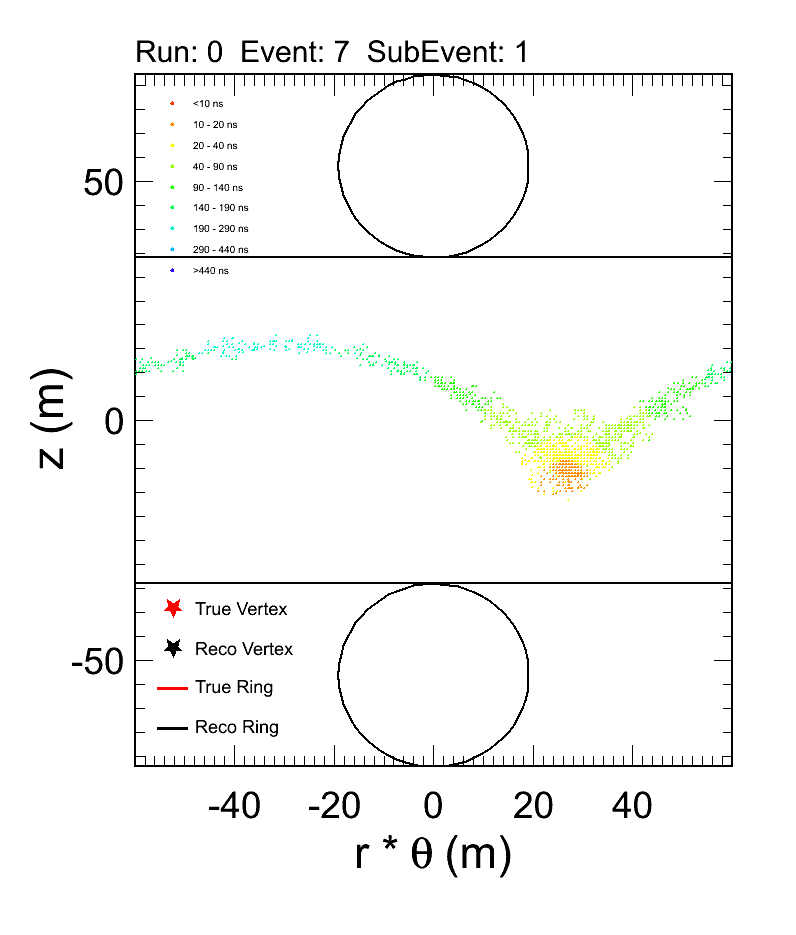 Run: 0 Event: 7 SubEvent: 1
<10 ns
10 - 20 ns
20 - 40 ns
40 - 90 ns
90 - 140 ns
140 - 190 ns
190 - 290 ns
290 - 440 ns
>440 ns
50
0
-50
z (m)
True Vertex
Reco Vertex
True Ring
Reco Ring
-40 -20 0 20 40
r * θ (m)